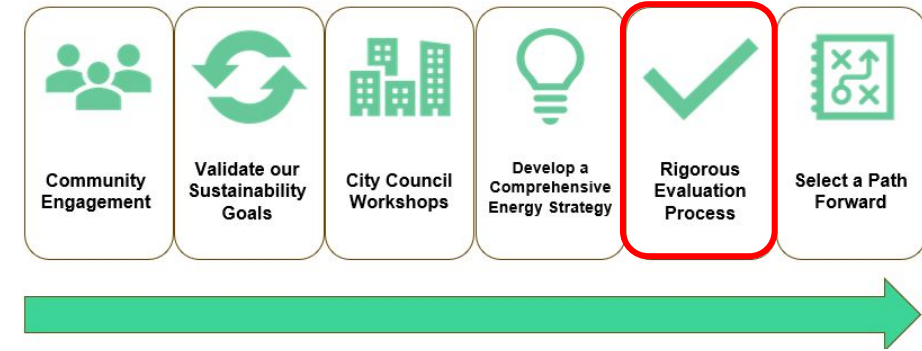 Community
Engagement
Validate our
Sustainability
Goals
City Council
Workshops
Develop a
Comprehensive
Energy Strategy
Rigorous
Evaluation
Process
Select a Path
Forward